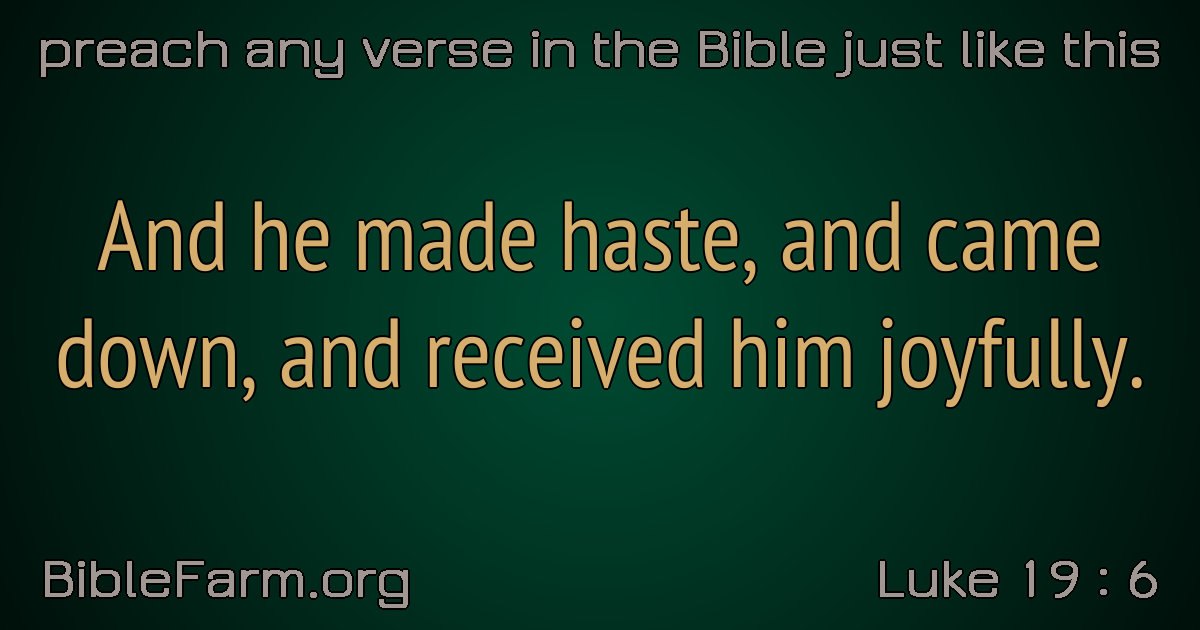 preach any verse in the Bible just like this
And he made haste, and came
down, and received him joyfully.
BibleFarm.org
Luke 19 : 6